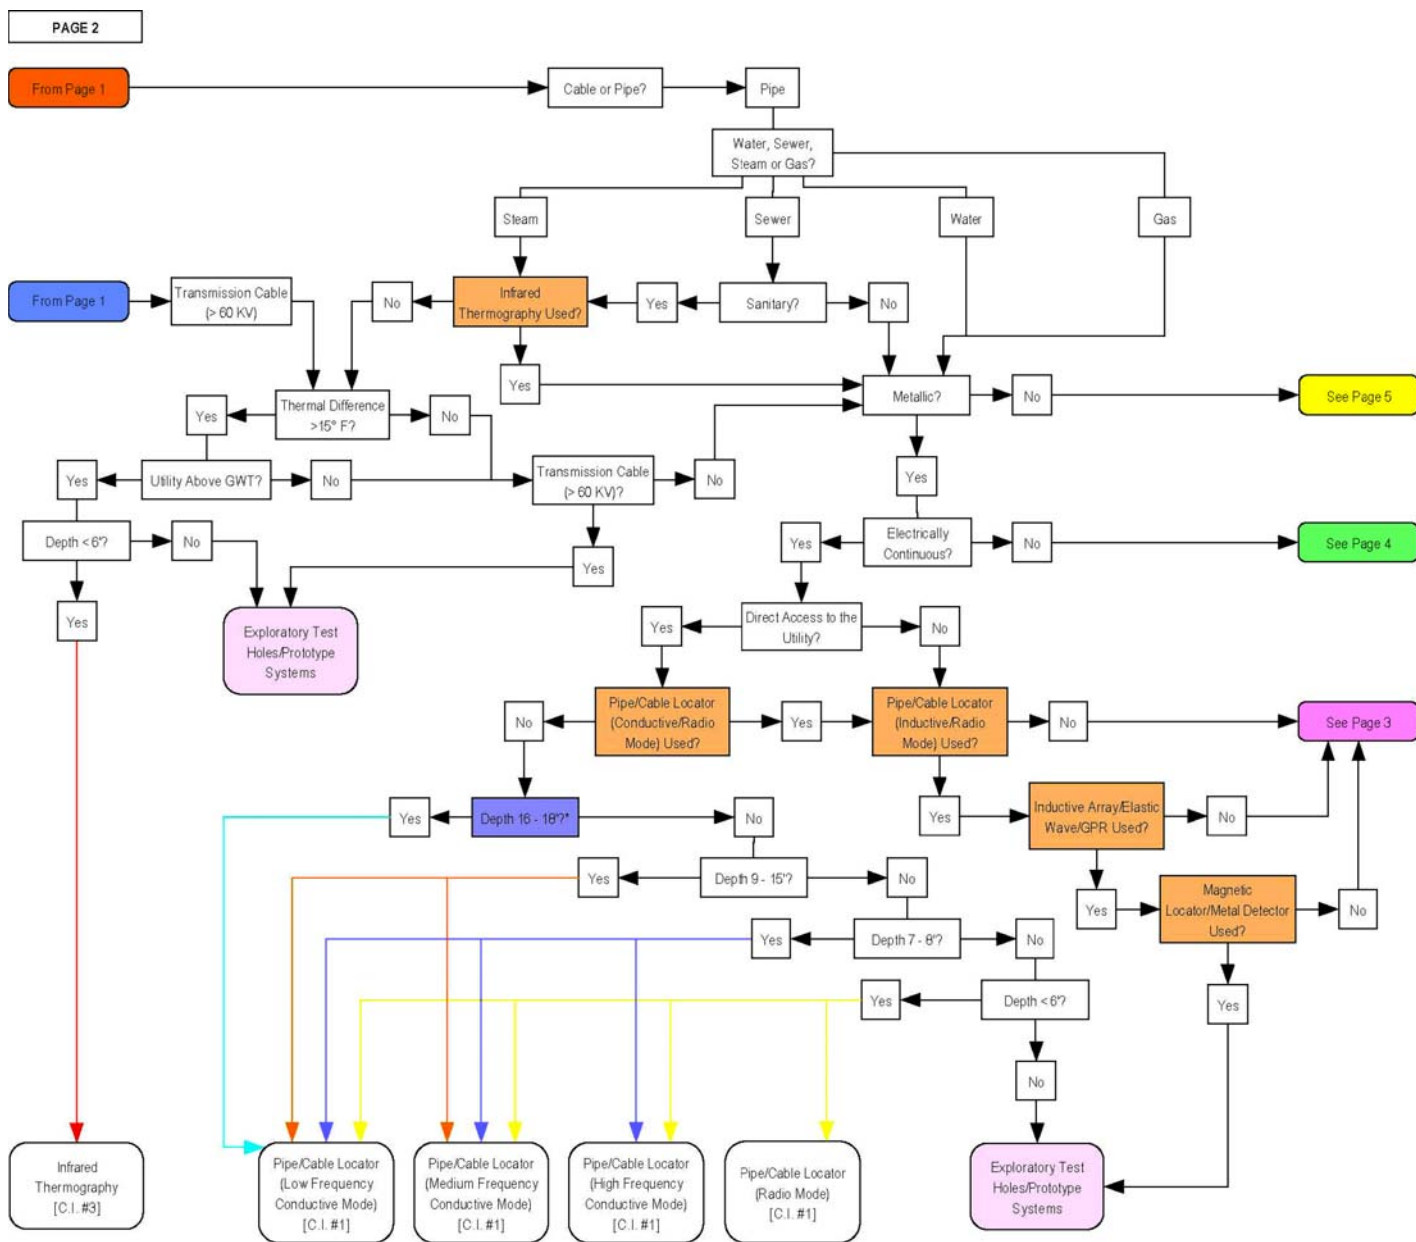 PAGE 2
From Page 1
Cable or Pipe?
Pipe
Water, Sewer,
Steam or Gas?
Steam
Sewer
Water
Gas
From Page 1
Transmission Cable
(> 60 KV)
No
Infrared
Thermography Used?
Yes
Sanitary?
No
Yes
Metallic?
No
See Page 5
Yes
Thermal Difference
>15° F?
No
Yes
Utility Above GWT?
No
Transmission Cable
(> 60 KV)?
No
Yes
Depth < 6'?
No
Yes
Electrically
Continuous?
No
See Page 4
Yes
Yes
Exploratory Test
Holes/Prototype
Systems
Yes
Direct Access to the
Utility?
No
No
Pipe/Cable Locator
(Conductive/Radio
Mode) Used?
Yes
Pipe/Cable Locator
(Inductive/Radio
Mode) Used?
No
See Page 3
Yes
Depth 16 - 18'?*
No
Yes
Inductive Array/Elastic
Wave/GPR Used?
No
Yes
Depth 9 - 15'?
No
Yes
Magnetic
Locator/Metal Detector
Used?
No
Yes
Depth 7 - 8'?
No
Yes
Depth < 6'?
Yes
No
Infrared
Thermography
[C.I. #3]
Pipe/Cable Locator
(Low Frequency
Conductive Mode)
[C.I. #1]
Pipe/Cable Locator
(Medium Frequency
Conductive Mode)
[C.I. #1]
Pipe/Cable Locator
(High Frequency
Conductive Mode)
[C.I. #1]
Pipe/Cable Locator
(Radio Mode)
[C.I. #1]
Exploratory Test
Holes/Prototype
Systems